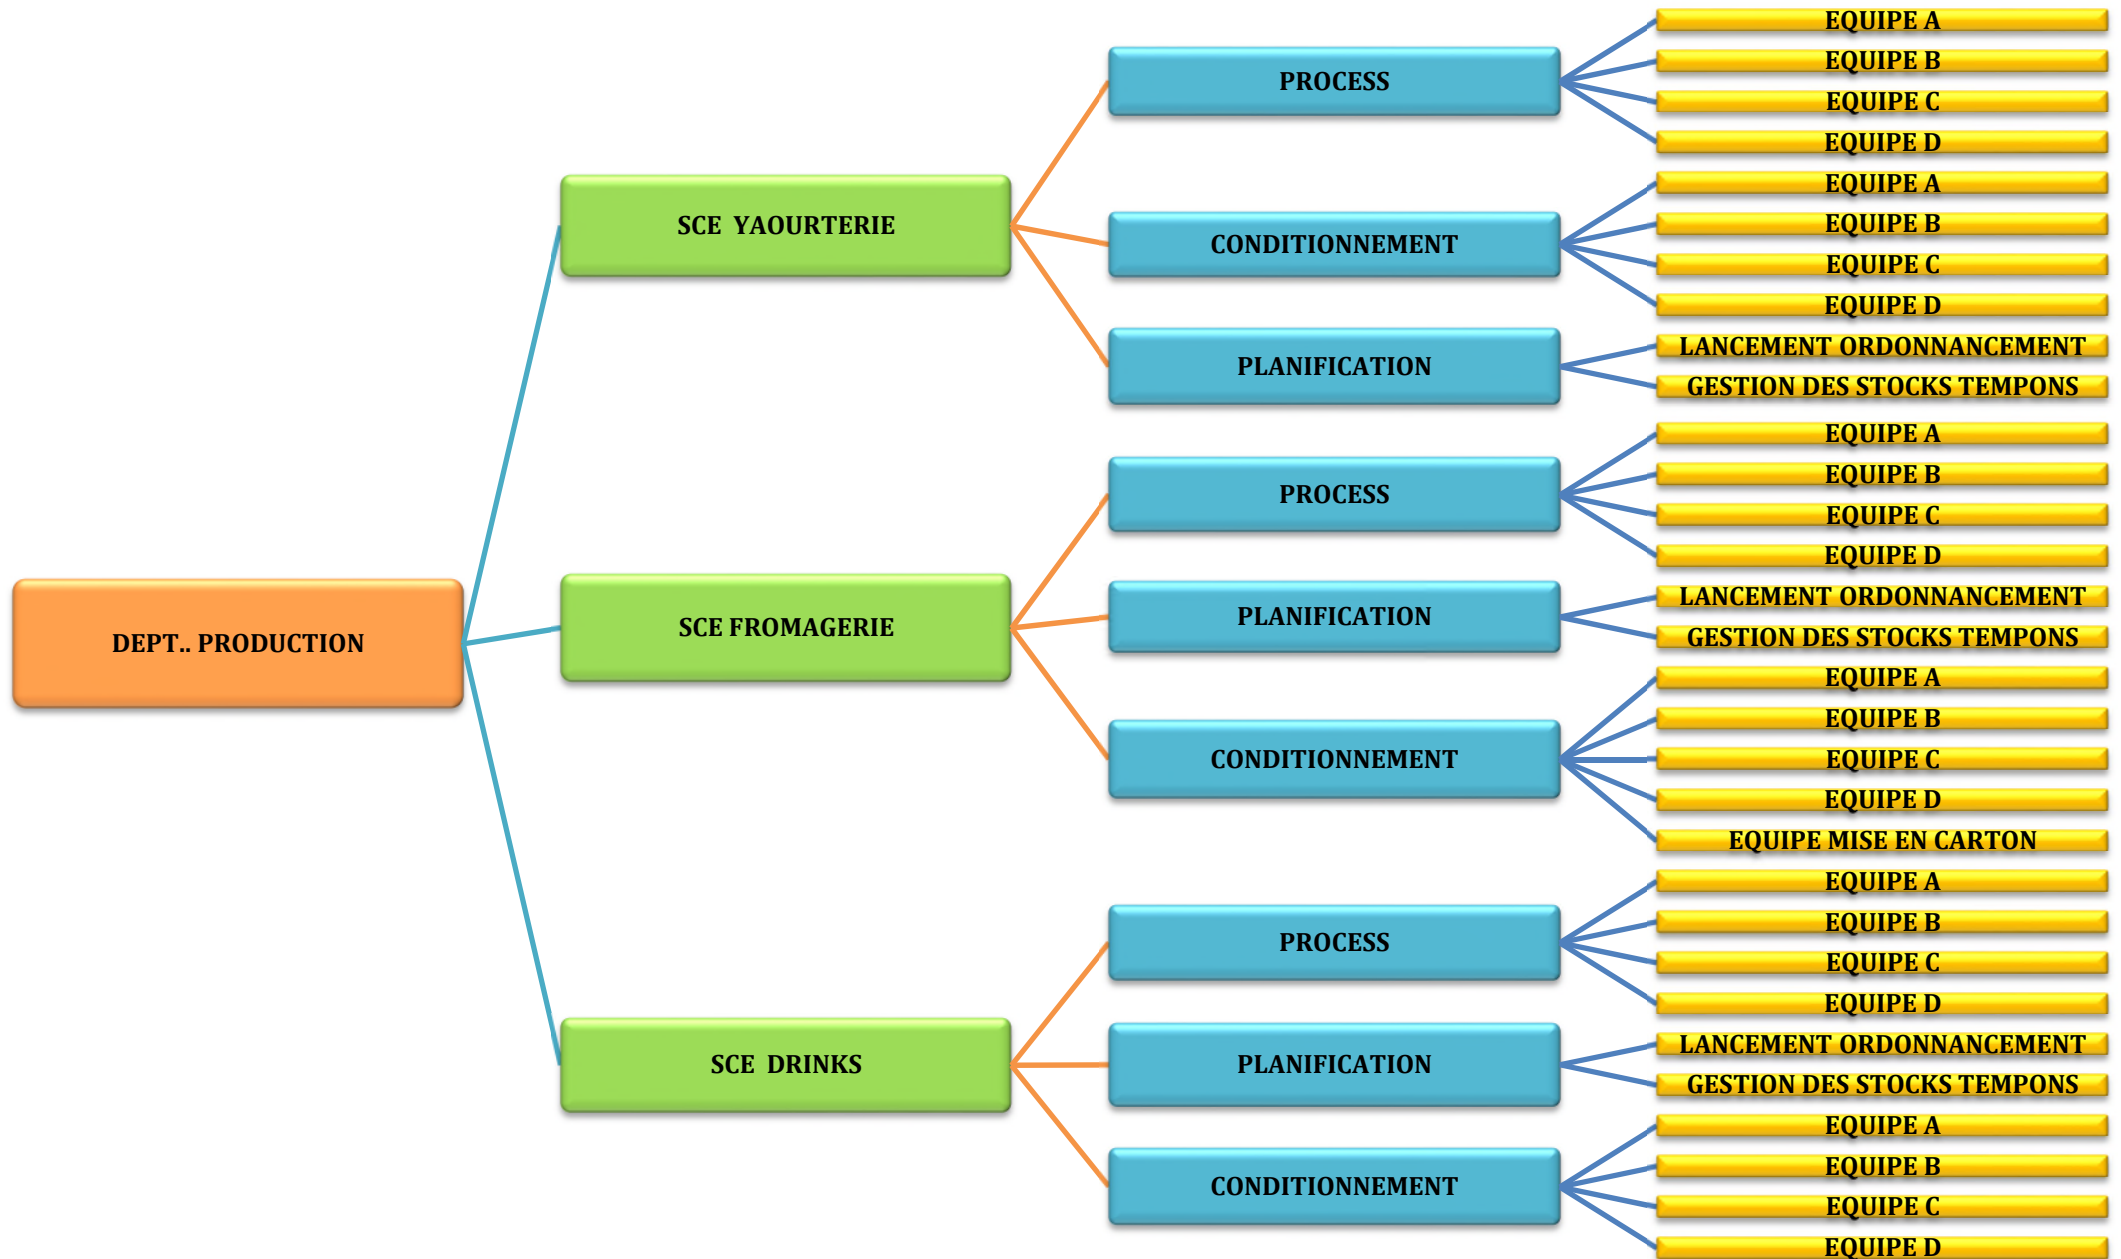 DEPT.. PRODUCTION
SCE  YAOURTERIE
PROCESS
EQUIPE A
EQUIPE B
EQUIPE C
EQUIPE D
CONDITIONNEMENT
EQUIPE A
EQUIPE B
EQUIPE C
EQUIPE D
PLANIFICATION
LANCEMENT ORDONNANCEMENT
GESTION DES STOCKS TEMPONS
SCE FROMAGERIE
PROCESS
EQUIPE A
EQUIPE B
EQUIPE C
EQUIPE D
PLANIFICATION
LANCEMENT ORDONNANCEMENT
GESTION DES STOCKS TEMPONS
CONDITIONNEMENT
EQUIPE A
EQUIPE B
EQUIPE C
EQUIPE D
EQUIPE MISE EN CARTON
SCE  DRINKS
PROCESS
EQUIPE A
EQUIPE B
EQUIPE C
EQUIPE D
PLANIFICATION
LANCEMENT ORDONNANCEMENT
GESTION DES STOCKS TEMPONS
CONDITIONNEMENT
EQUIPE A
EQUIPE B
EQUIPE C
EQUIPE D